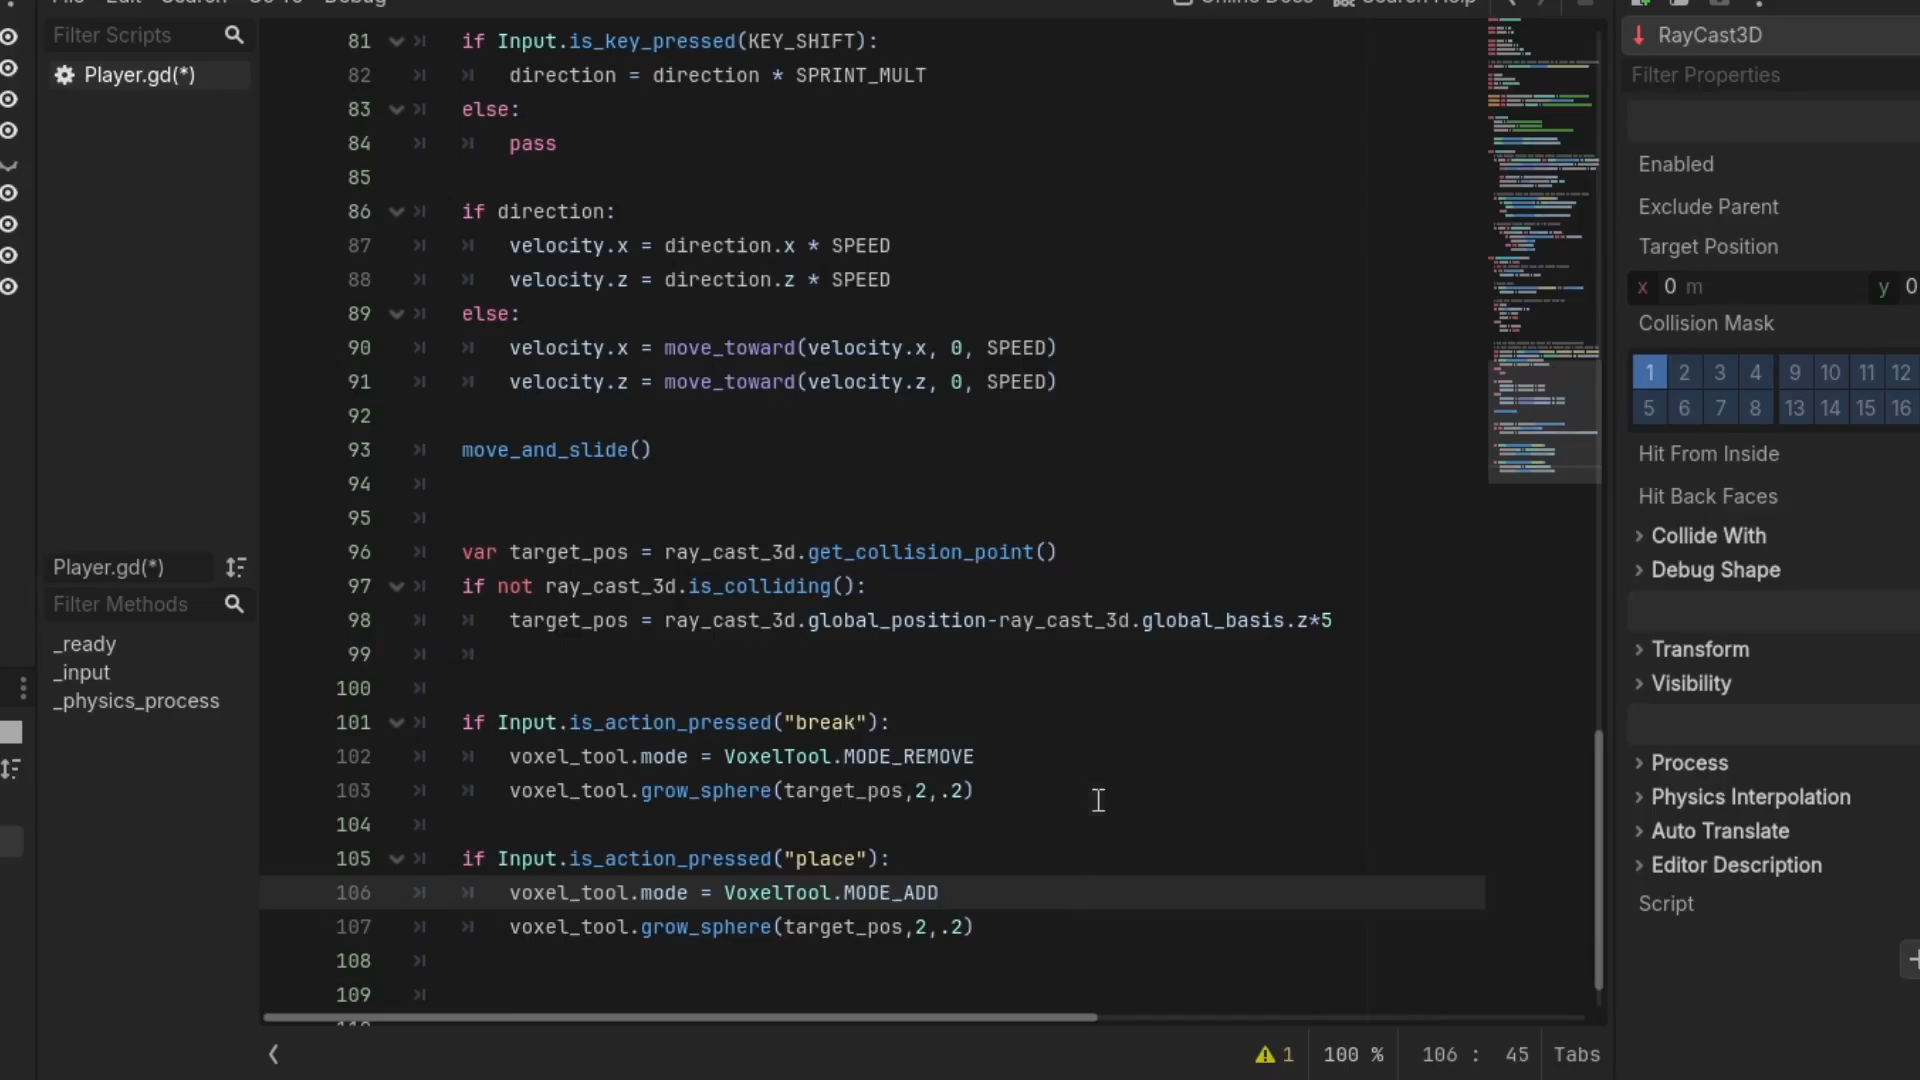 Online Docs
Search Help
Filter Scripts
Player.gd(*)
Player.gd(*)
Filter Methods
_ready
_input
_physics_process
81 if Input.is_key_pressed(KEY_SHIFT):
82 direction = direction * SPRINT_MULT
83 else:
84 pass
85
86 if direction:
87 velocity.x = direction.x * SPEED
88 velocity.z = direction.z * SPEED
89 else:
90 velocity.x = move_toward(velocity.x, 0, SPEED)
91 velocity.z = move_toward(velocity.z, 0, SPEED)
92
93 move_and_slide()
94
95
96 var target_pos = ray_cast_3d.get_collision_point()
97 if not ray_cast_3d.is_colliding():
98 target_pos = ray_cast_3d.global_position-ray_cast_3d.global_basis.z*5
99
100
101 if Input.is_action_pressed("break"):
102 voxel_tool.mode = VoxelTool.MODE_REMOVE
103 voxel_tool.grow_sphere(target_pos,2,.2)
104
105 if Input.is_action_pressed("place"):
106 voxel_tool.mode = VoxelTool.MODE_ADD
107 voxel_tool.grow_sphere(target_pos,2,.2)
108
109
1 100 % 106 : 45 Tabs
RayCast3D
Filter Properties
Enabled
Exclude Parent
Target Position
x 0 m y 0
Collision Mask
1 2 3 4 9 10 11 12
5 6 7 8 13 14 15 16
Hit From Inside
Hit Back Faces
Collide With
Debug Shape
Transform
Visibility
Process
Physics Interpolation
Auto Translate
Editor Description
Script